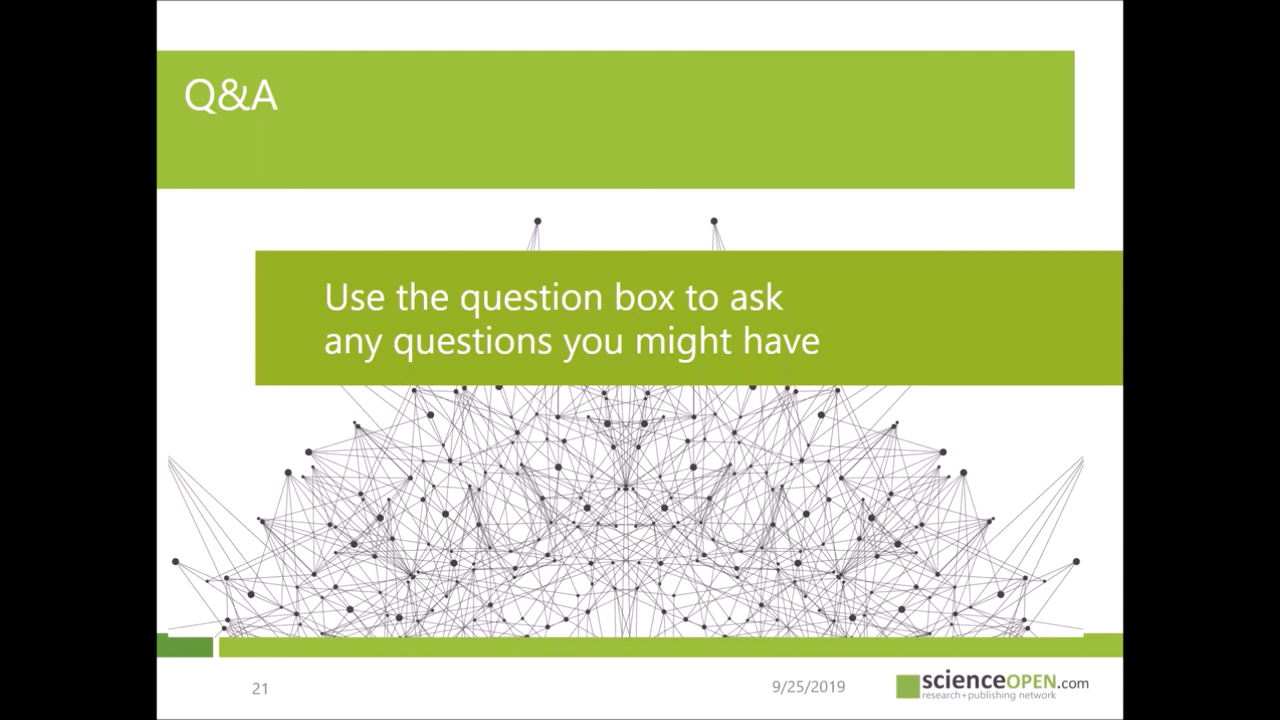 Q&A
Use the question box to ask
any questions you might have
21
9/25/2019
scienceOPEN.com
research+publishing network